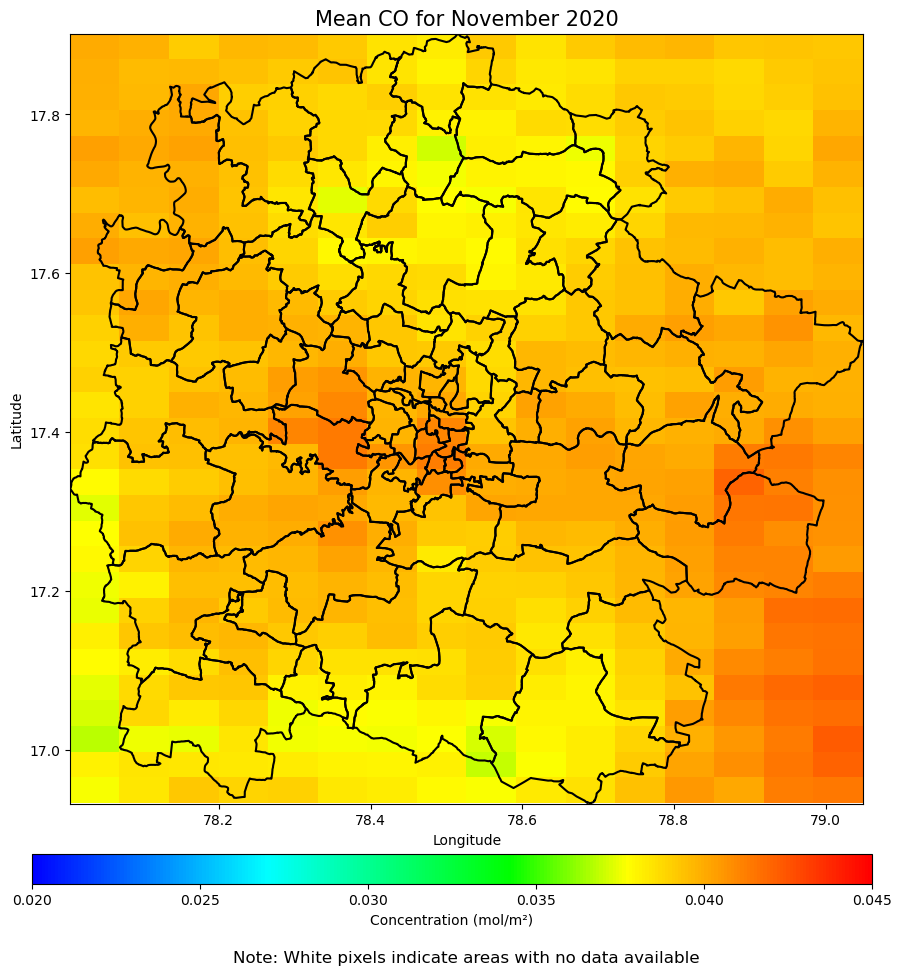 Mean CO for November 2020
17.8
17.6
17.4
17.2
17.0
Latitude
78.2 78.4 78.6 78.8 79.0
Longitude
0.020 0.025 0.030 0.035 0.040 0.045
Concentration (mol/m²)
Note: White pixels indicate areas with no data available